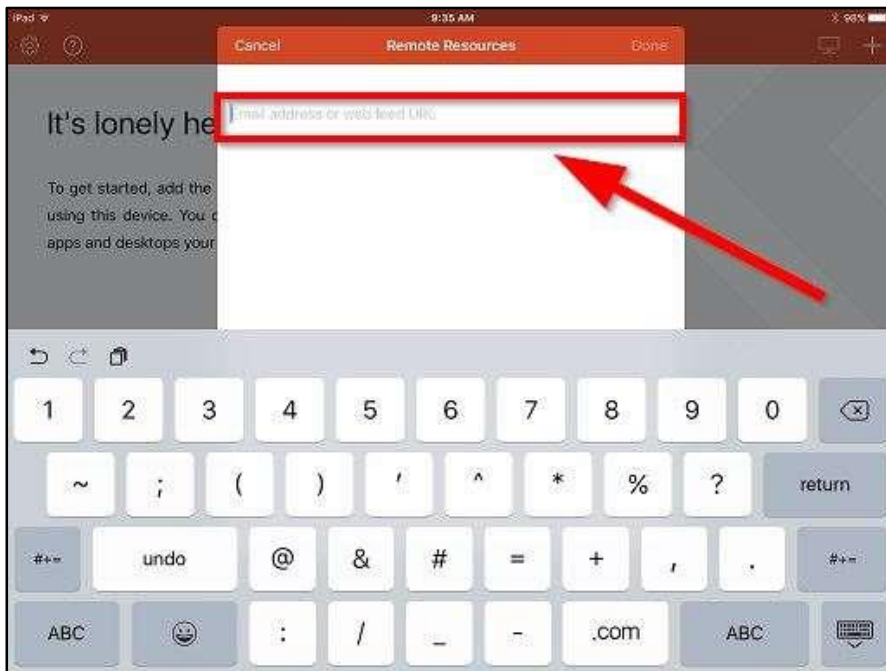 iPad 9:35 AM 98%
Cancel Remote Resources Done
Email address or web feed URL
It's lonely he
To get started, add the
using this device. You c
apps and desktops your
1 2 3 4 5 6 7 8 9 0
~ ; ( ) ' ^ * % ? return
#+= undo @ & # = + , . #+=
ABC : / _ - .com ABC